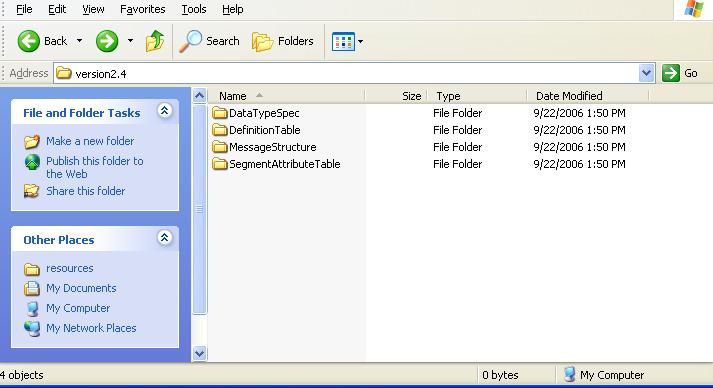 File Edit View Favorites Tools Help
Back Search Folders
Address version2.4 Go
File and Folder Tasks
Make a new folder
Publish this folder to
the Web
Share this folder
Other Places
resources
My Documents
My Computer
My Network Places
Name Size Type Date Modified
DataTypeSpec File Folder 9/22/2006 1:50 PM
DefinitionTable File Folder 9/22/2006 1:50 PM
MessageStructure File Folder 9/22/2006 1:50 PM
SegmentAttributeTable File Folder 9/22/2006 1:50 PM
4 objects 0 bytes My Computer